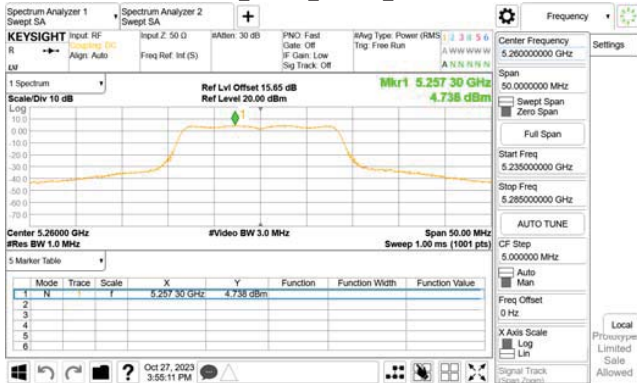 Spectrum Analyzer 1
Swept SA
Spectrum Analyzer 2
Swept SA
+
Frequency
KEYSIGHT
Input: RF
Coupling: DC
Align: Auto
Input Z: 50 Ω
Freq Ref: Int (S)
#Atten: 30 dB
PNO: Fast
Gate: Off
IF Gain: Low
Sig Track: Off
#Avg Type: Power (RMS
Trig: Free Run
1 2 3 4 5 6
A W W W W W
A N N N N N
R
LXI
1 Spectrum
Scale/Div 10 dB
Ref Lvl Offset 15.65 dB
Ref Level 20.00 dBm
Mkr1 5.257 30 GHz
4.738 dBm
Log
10.0
0.00
-10.0
-20.0
-30.0
-40.0
-50.0
-60.0
-70.0
1
Center 5.26000 GHz
#Res BW 1.0 MHz
#Video BW 3.0 MHz
Span 50.00 MHz
Sweep 1.00 ms (1001 pts)
5 Marker Table
Mode Trace Scale X Y Function Function Width Function Value
1 N 1 f 5.257 30 GHz 4.738 dBm
2
3
4
5
6
Oct 27, 2023
3:55:11 PM
?
Center Frequency
5.260000000 GHz
Span
50.0000000 MHz
Swept Span
Zero Span
Full Span
Start Freq
5.235000000 GHz
Stop Freq
5.285000000 GHz
AUTO TUNE
CF Step
5.000000 MHz
Auto
Man
Freq Offset
0 Hz
X Axis Scale
Log
Lin
Signal Track
(Span Zoom)
Settings
Local
Prototype
Limited
Sale
Allowed